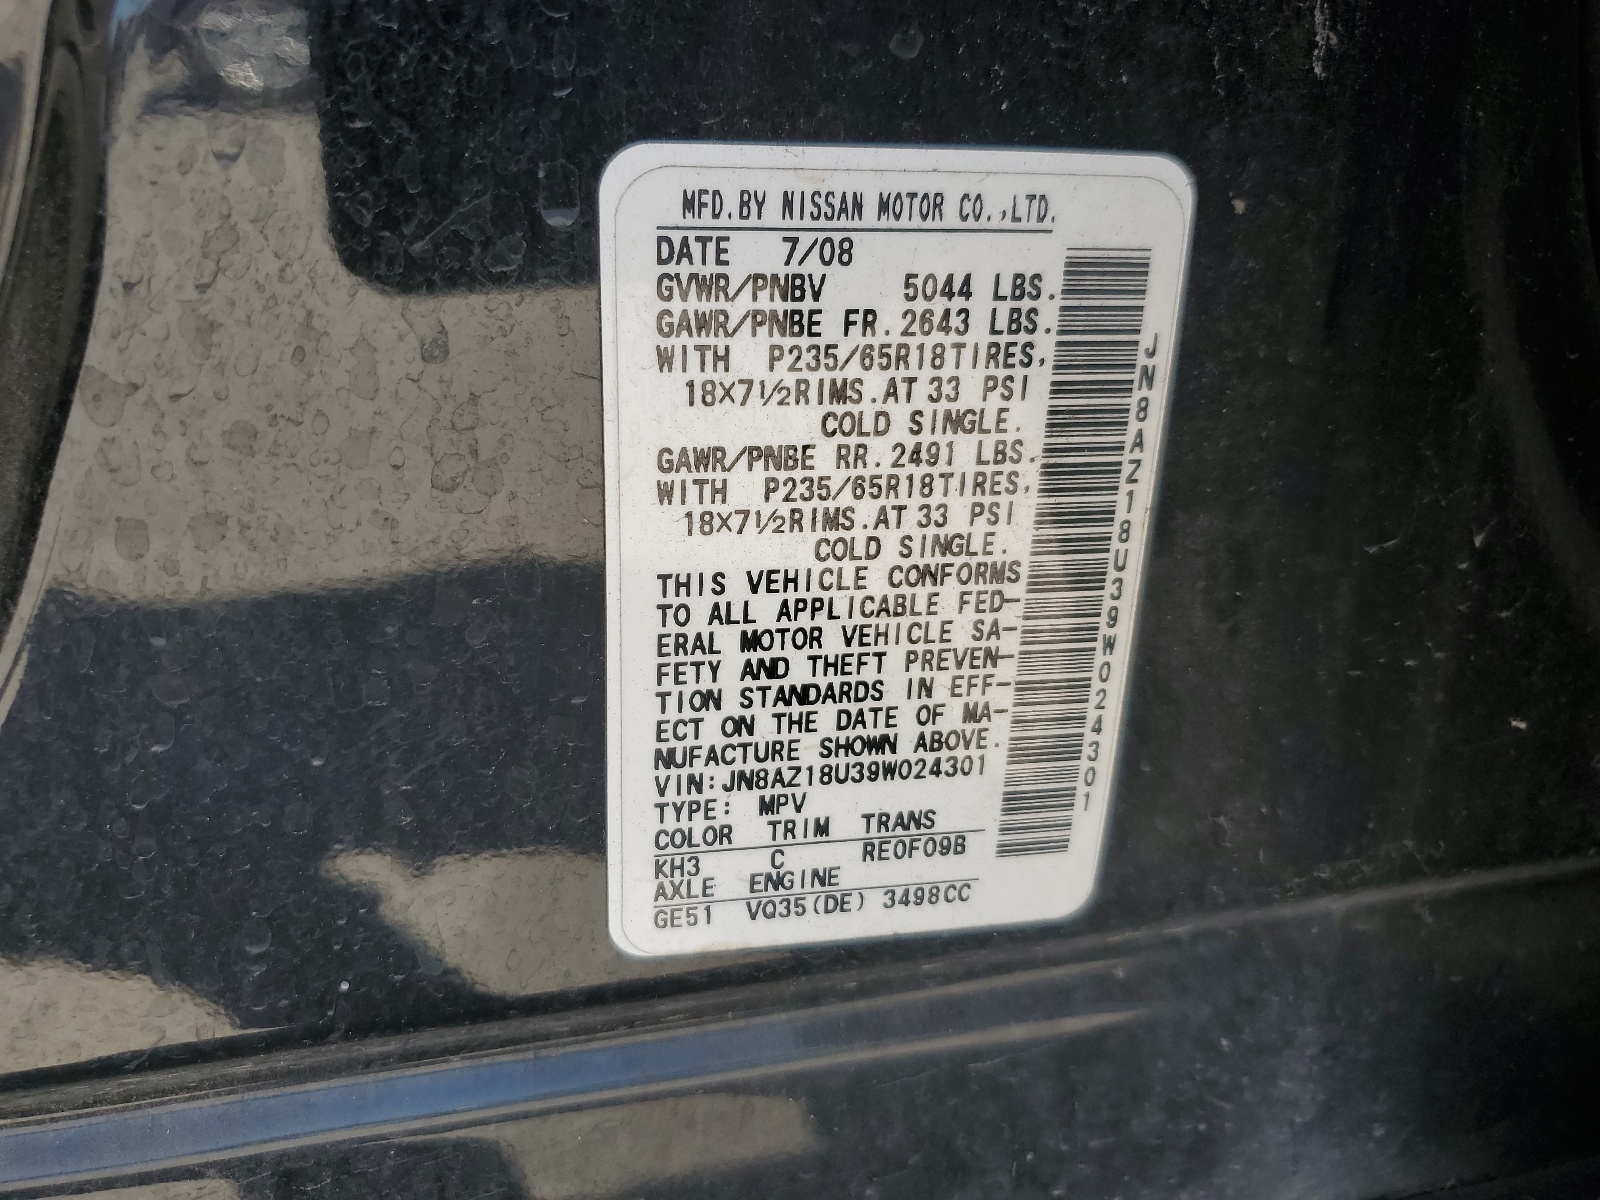 MFD.BY NISSAN MOTOR CO.,LTD.
DATE 7/08
GVWR/PNBV 5044 LBS.
GAWR/PNBE FR.2643 LBS.
WITH P235/65R18TIRES,
18X7½RIMS.AT 33 PSI
COLD SINGLE.
GAWR/PNBE RR.2491 LBS.
WITH P235/65R18TIRES,
18X7½RIMS.AT 33 PSI
COLD SINGLE.
THIS VEHICLE CONFORMS
TO ALL APPLICABLE FED-
ERAL MOTOR VEHICLE SA-
FETY AND THEFT PREVEN-
TION STANDARDS IN EFF-
ECT ON THE DATE OF MA-
NUFACTURE SHOWN ABOVE.
VIN:JN8AZ18U39W024301
TYPE: MPV
COLOR TRIM TRANS
KH3 C RE0F09B
AXLE ENGINE
GE51 VQ35(DE) 3498CC
JN8AZ18U39W024301